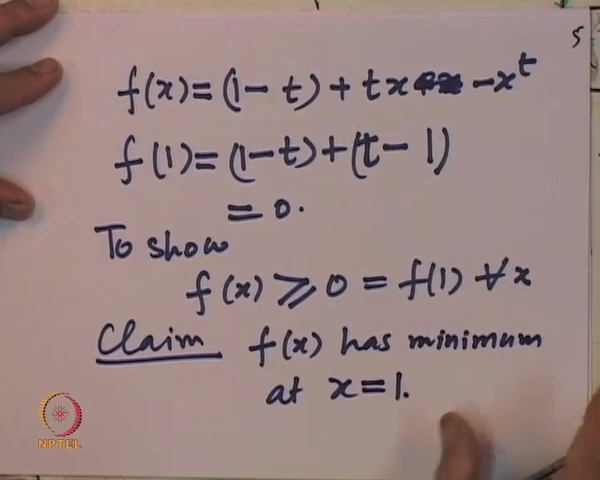 5
f(x) = (1 - t) + tx - x^t
f(1) = (1 - t) + (t - 1)
= 0.
To show
f(x) ⩾ 0 = f(1) ∀ x
Claim f(x) has minimum
at x = 1.
NPTEL